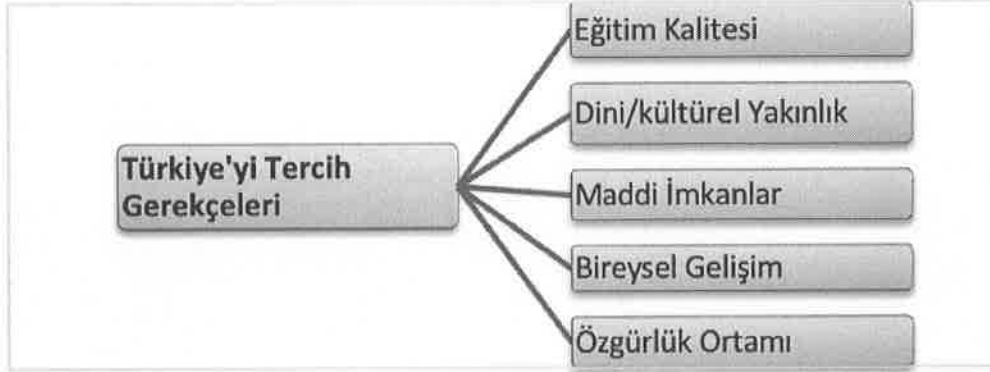 Türkiye'yi Tercih
Gerekçeleri
Eğitim Kalitesi
Dini/kültürel Yakınlık
Maddi İmkanlar
Bireysel Gelişim
Özgürlük Ortamı